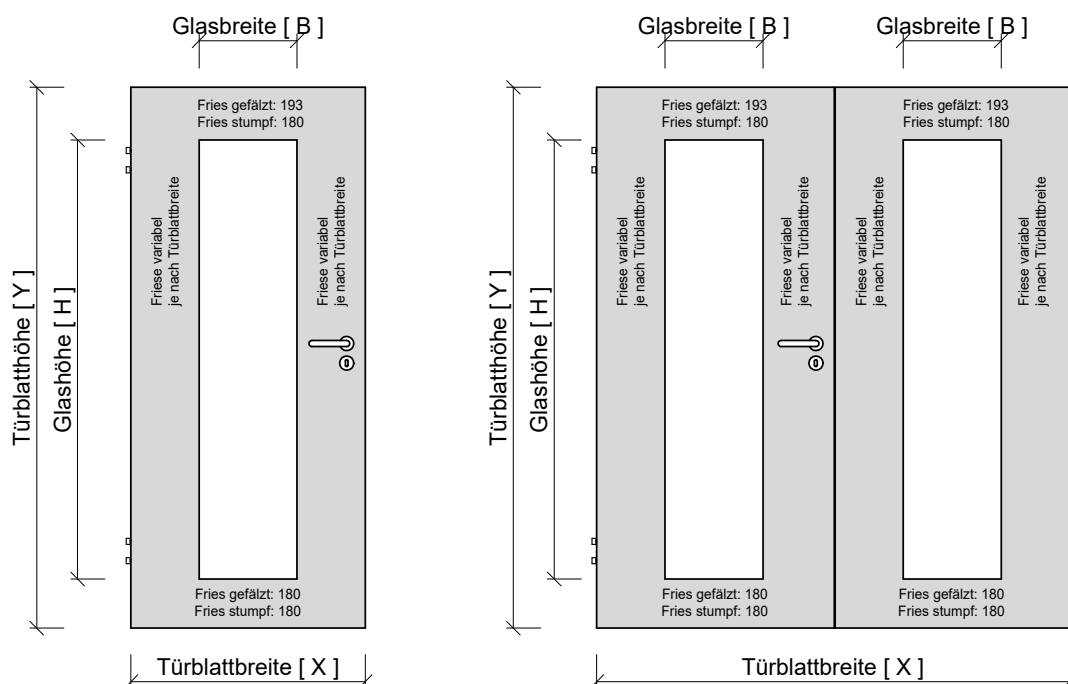 Glasbreite [ B ]
Fries gefälzt: 193
Fries stumpf: 180
Friese variabel
je nach Türblattbreite
Friese variabel
je nach Türblattbreite
Türblatthöhe [ Y ]
Glashöhe [ H ]
Fries gefälzt: 180
Fries stumpf: 180
Türblattbreite [ X ]
Glasbreite [ B ]
Glasbreite [ B ]
Fries gefälzt: 193
Fries stumpf: 180
Fries gefälzt: 193
Fries stumpf: 180
Friese variabel
je nach Türblattbreite
Friese variabel
je nach Türblattbreite
Friese variabel
je nach Türblattbreite
Friese variabel
je nach Türblattbreite
Türblatthöhe [ Y ]
Glashöhe [ H ]
Fries gefälzt: 180
Fries stumpf: 180
Fries gefälzt: 180
Fries stumpf: 180
Türblattbreite [ X ]